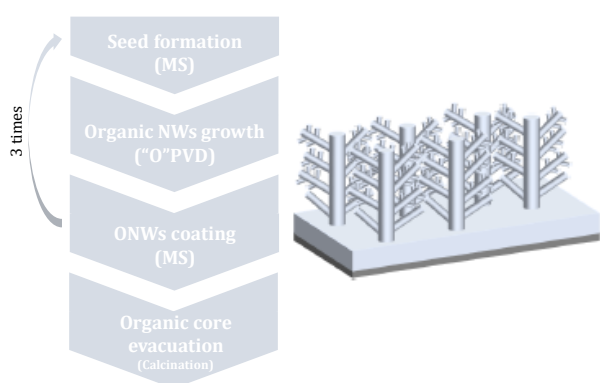 3 times
Seed formation
(MS)
Organic NWs growth
(“O”PVD)
ONWs coating
(MS)
Organic core
evacuation
(Calcination)